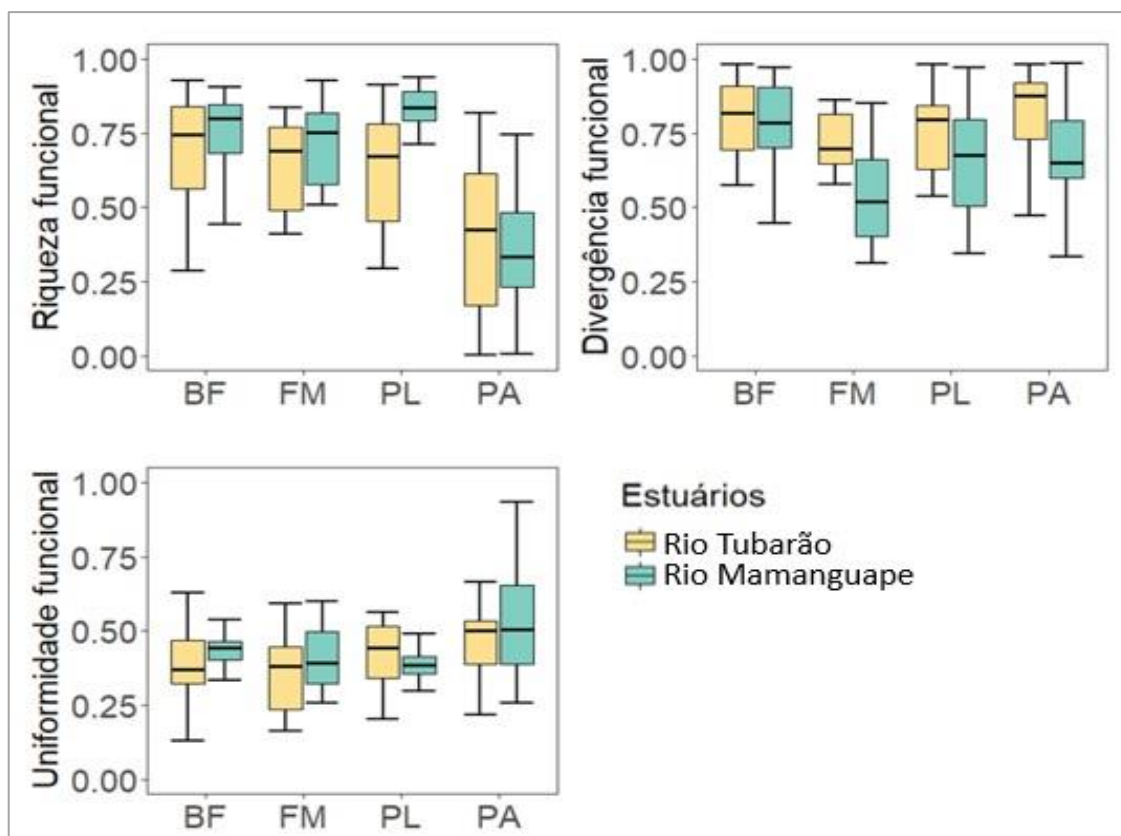 Riqueza funcional
1.00
0.75
0.50
0.25
0.00
BF FM PL PA
Divergência funcional
1.00
0.75
0.50
0.25
0.00
BF FM PL PA
Uniformidade funcional
1.00
0.75
0.50
0.25
0.00
BF FM PL PA
Estuários
Rio Tubarão
Rio Mamanguape